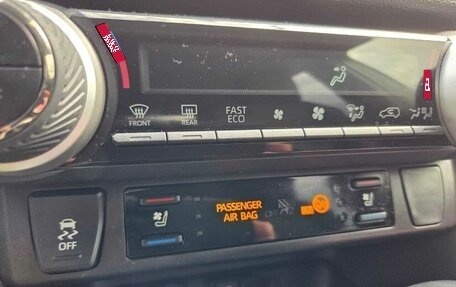 FRONT
REAR
FAST
ECO
OFF
PASSENGER
AIR BAG